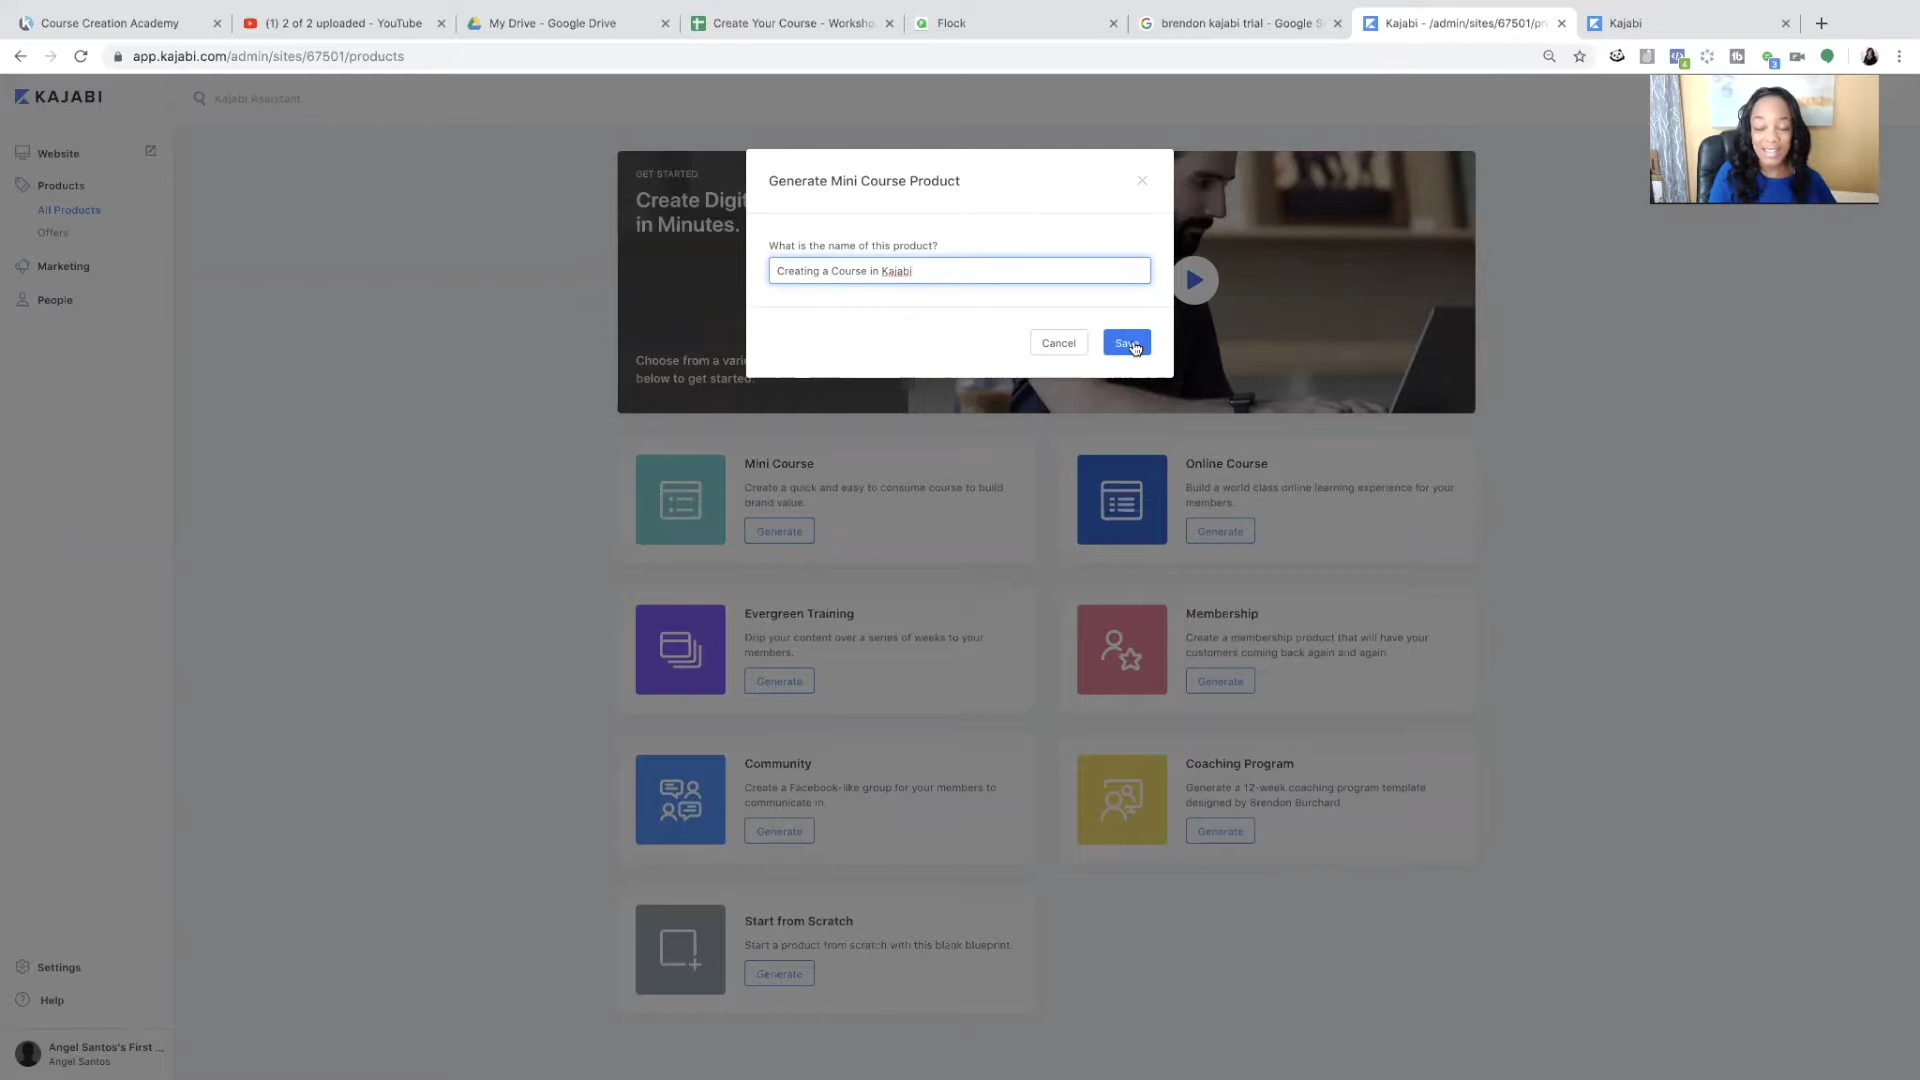 Course Creation Academy
(1) 2 of 2 uploaded - YouTube
My Drive - Google Drive
Create Your Course - Worksho
Flock
brendon kajabi trial - Google S
Kajabi - /admin/sites/67501/pr
Kajabi
app.kajabi.com/admin/sites/67501/products
4
3
KAJABI
Kajabi Assistant
Website
Products
All Products
Offers
Marketing
People
GET STARTED
Create Digi
in Minutes.
Choose from a vari
below to get started.
Generate Mini Course Product
What is the name of this product?
Creating a Course in Kajabi
Cancel
Save
Mini Course
Create a quick and easy to consume course to build
brand value.
Generate
Online Course
Build a world class online learning experience for your
members.
Generate
Evergreen Training
Drip your content over a series of weeks to your
members.
Generate
Membership
Create a membership product that will have your
customers coming back again and again
Generate
Community
Create a Facebook-like group for your members to
communicate in.
Generate
Coaching Program
Generate a 12-week coaching program template
designed by Brendon Burchard
Generate
Start from Scratch
Start a product from scratch with this blank blueprint.
Generate
Settings
Help
Angel Santos's First ...
Angel Santos